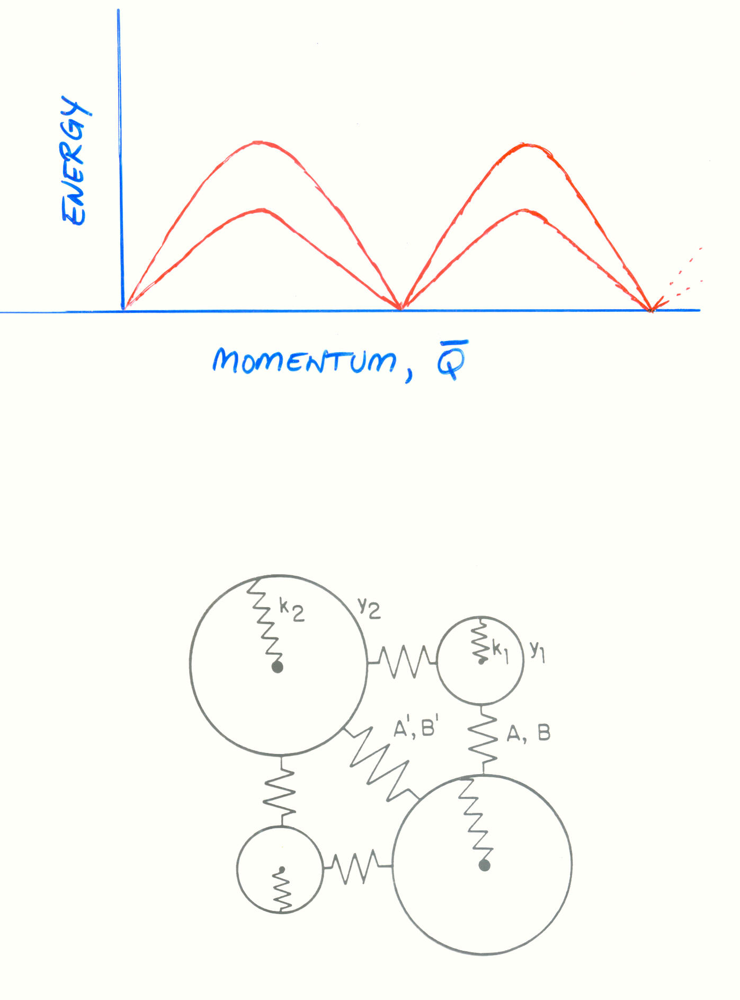 ENERGY
MOMENTUM, Q̅
k2
y2
k1
y1
A', B'
A, B